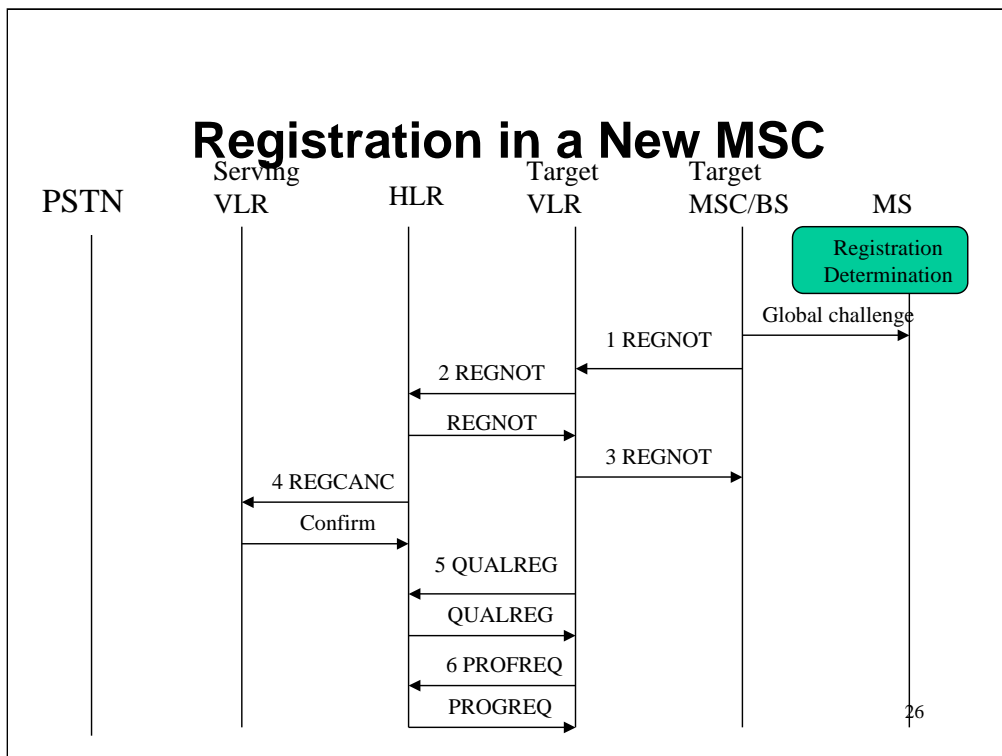 Registration in a New MSC
PSTN
Serving
VLR
HLR
Target
VLR
Target
MSC/BS
MS
Registration
Determination
Global challenge
1 REGNOT
2 REGNOT
REGNOT
3 REGNOT
4 REGCANC
Confirm
5 QUALREG
QUALREG
6 PROFREQ
PROGREQ
26